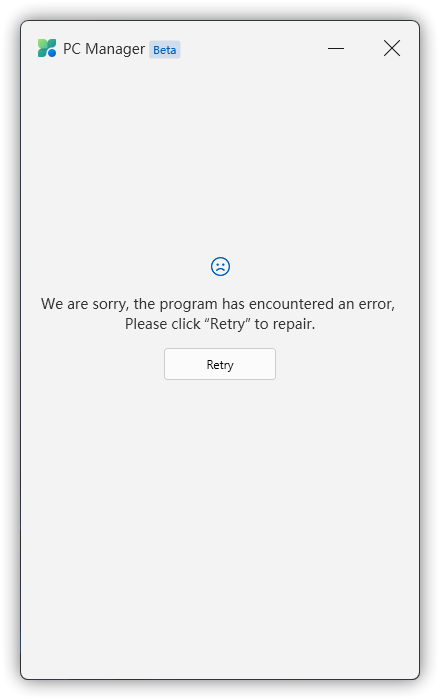 PC Manager Beta
We are sorry, the program has encountered an error,
Please click “Retry” to repair.
Retry